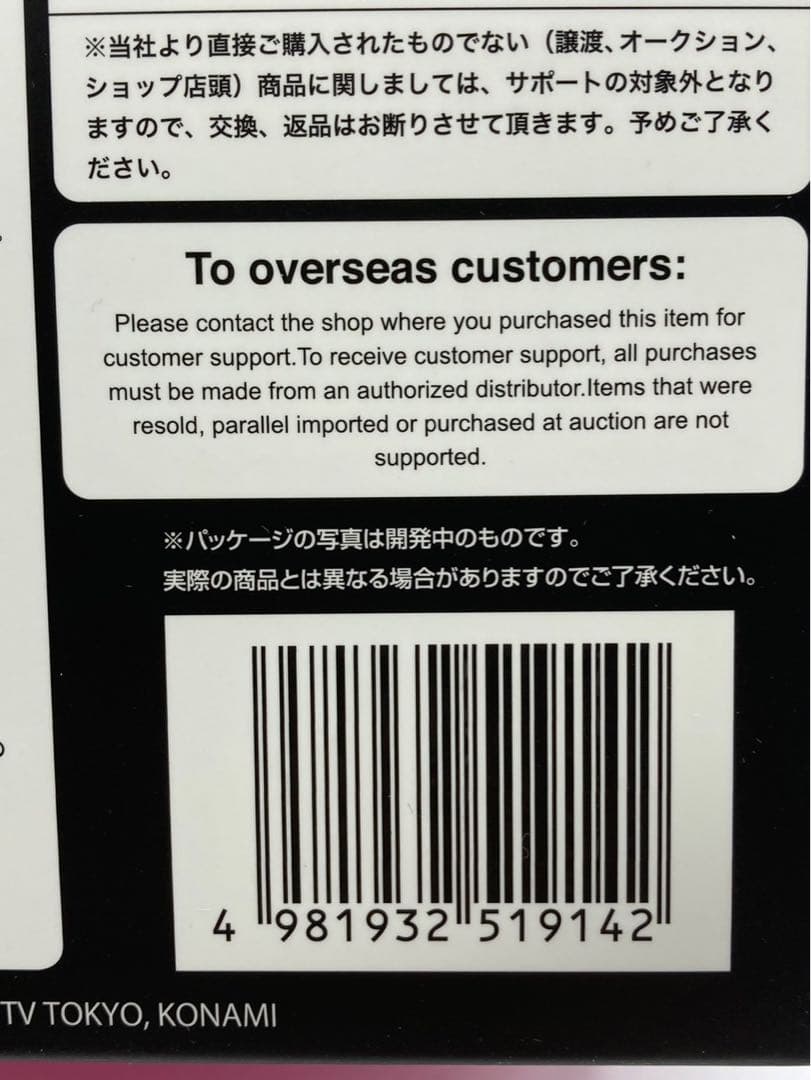 ※当社より直接ご購入されたものでない（譲渡、オークション、
ショップ店頭）商品に関しましては、サポートの対象外となり
ますので、交換、返品はお断りさせて頂きます。予めご了承く
ださい。
To overseas customers:
Please contact the shop where you purchased this item for
customer support.To receive customer support, all purchases
must be made from an authorized distributor.Items that were
resold, parallel imported or purchased at auction are not
supported.
※パッケージの写真は開発中のものです。
実際の商品とは異なる場合がありますのでご了承ください。
4 981932 519142
TV TOKYO, KONAMI